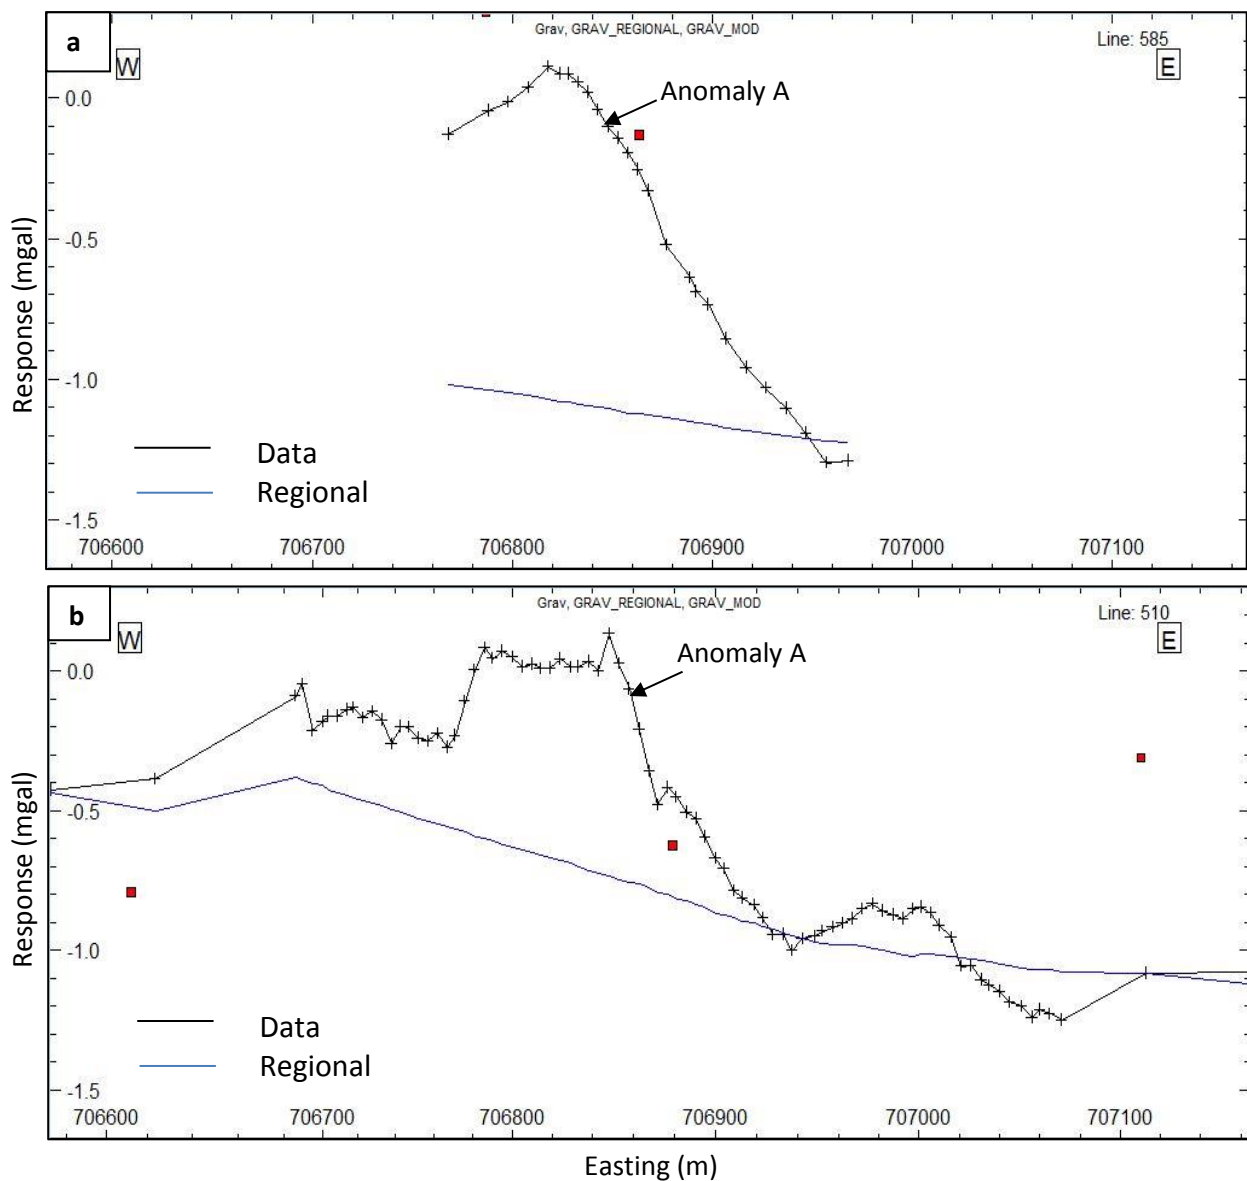 a
Grav, GRAV_REGIONAL, GRAV_MOD
Line: 585
W
E
0.0
Anomaly A
-0.5
Response (mgal)
-1.0
Data
Regional
-1.5
706600 706700 706800 706900 707000 707100
b
Grav, GRAV_REGIONAL, GRAV_MOD
Line: 510
W
E
0.0
Anomaly A
-0.5
Response (mgal)
-1.0
Data
Regional
-1.5
706600 706700 706800 706900 707000 707100
Easting (m)